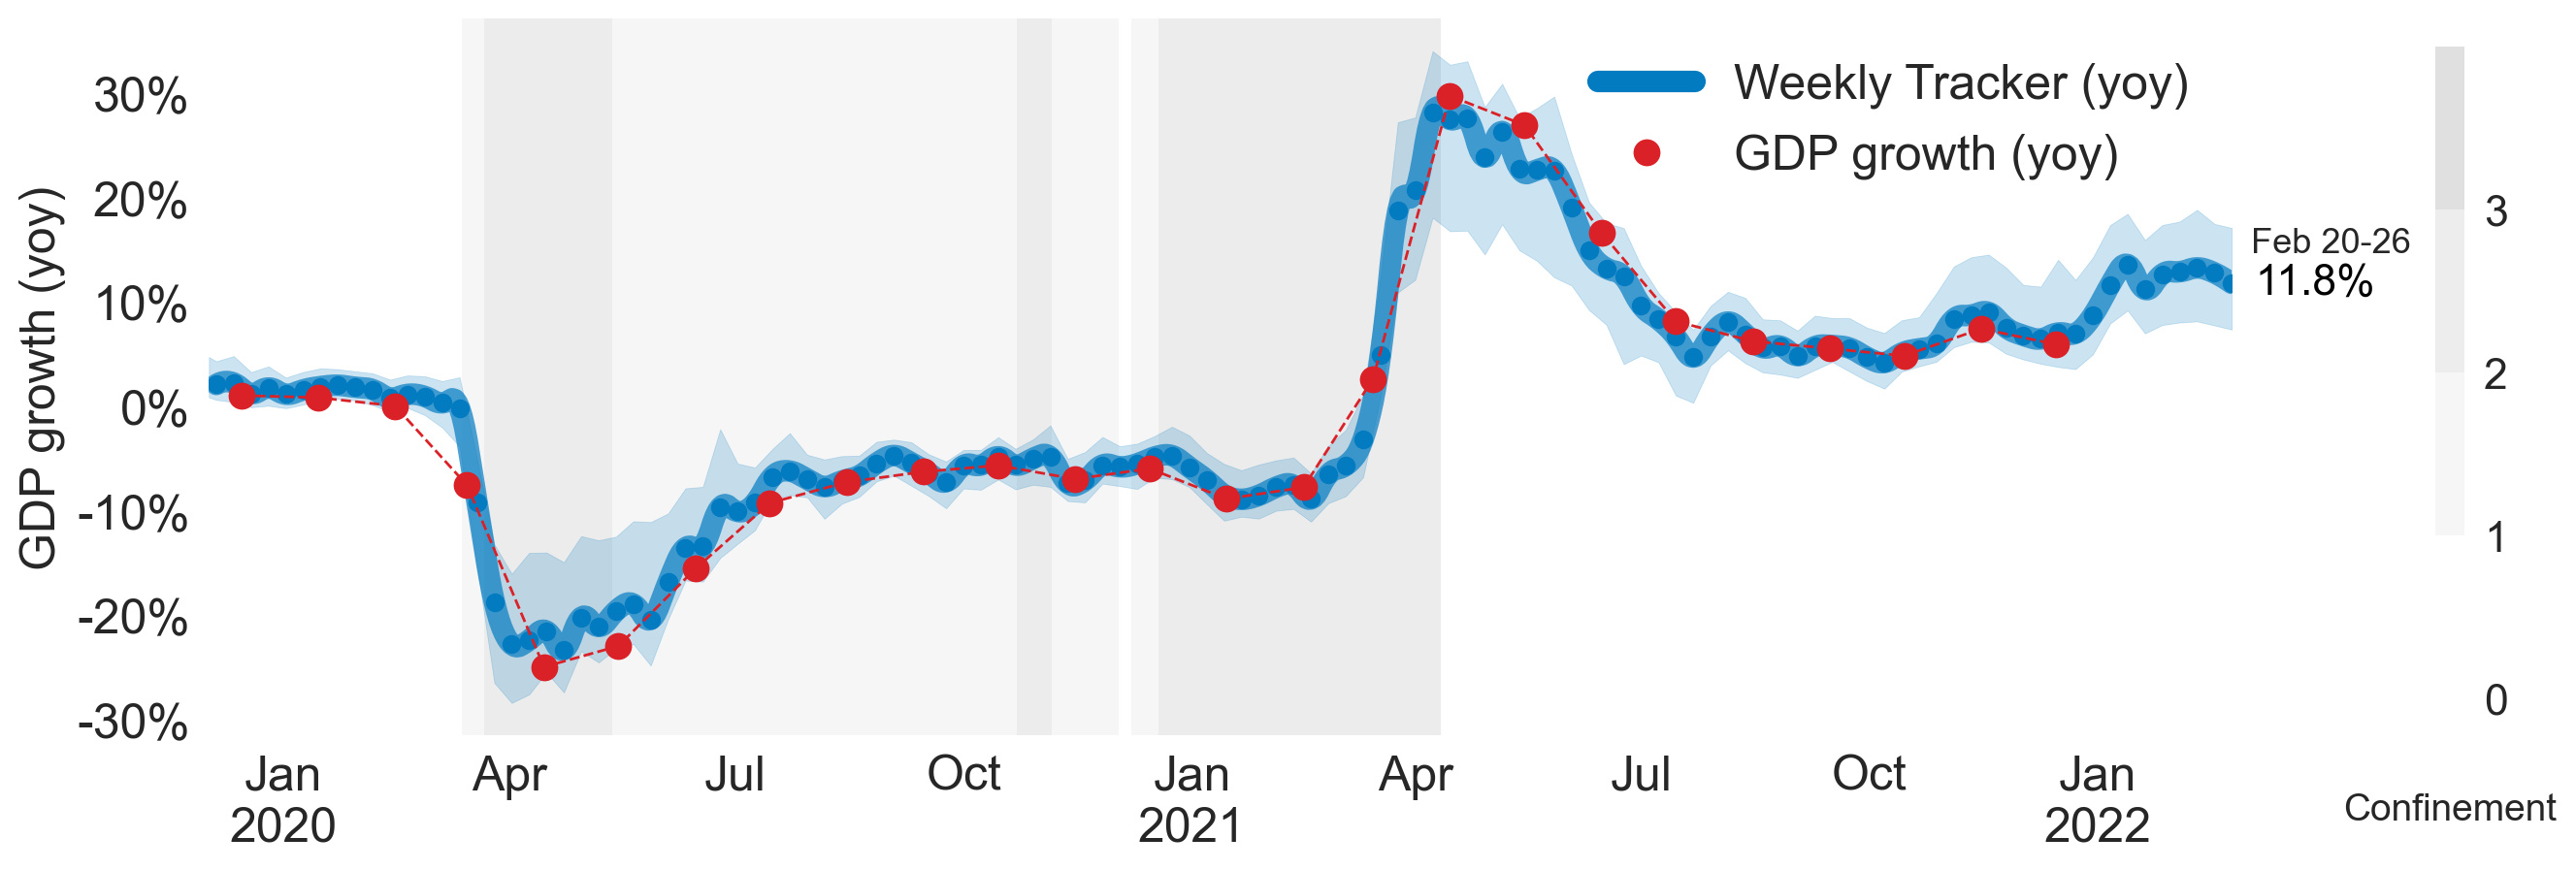 GDP growth (yoy)
30%
20%
10%
0%
-10%
-20%
-30%
Weekly Tracker (yoy)
GDP growth (yoy)
Feb 20-26
11.8%
3
2
1
0
Confinement
Jan Apr Jul Oct Jan Apr Jul Oct Jan
2020 2021 2022